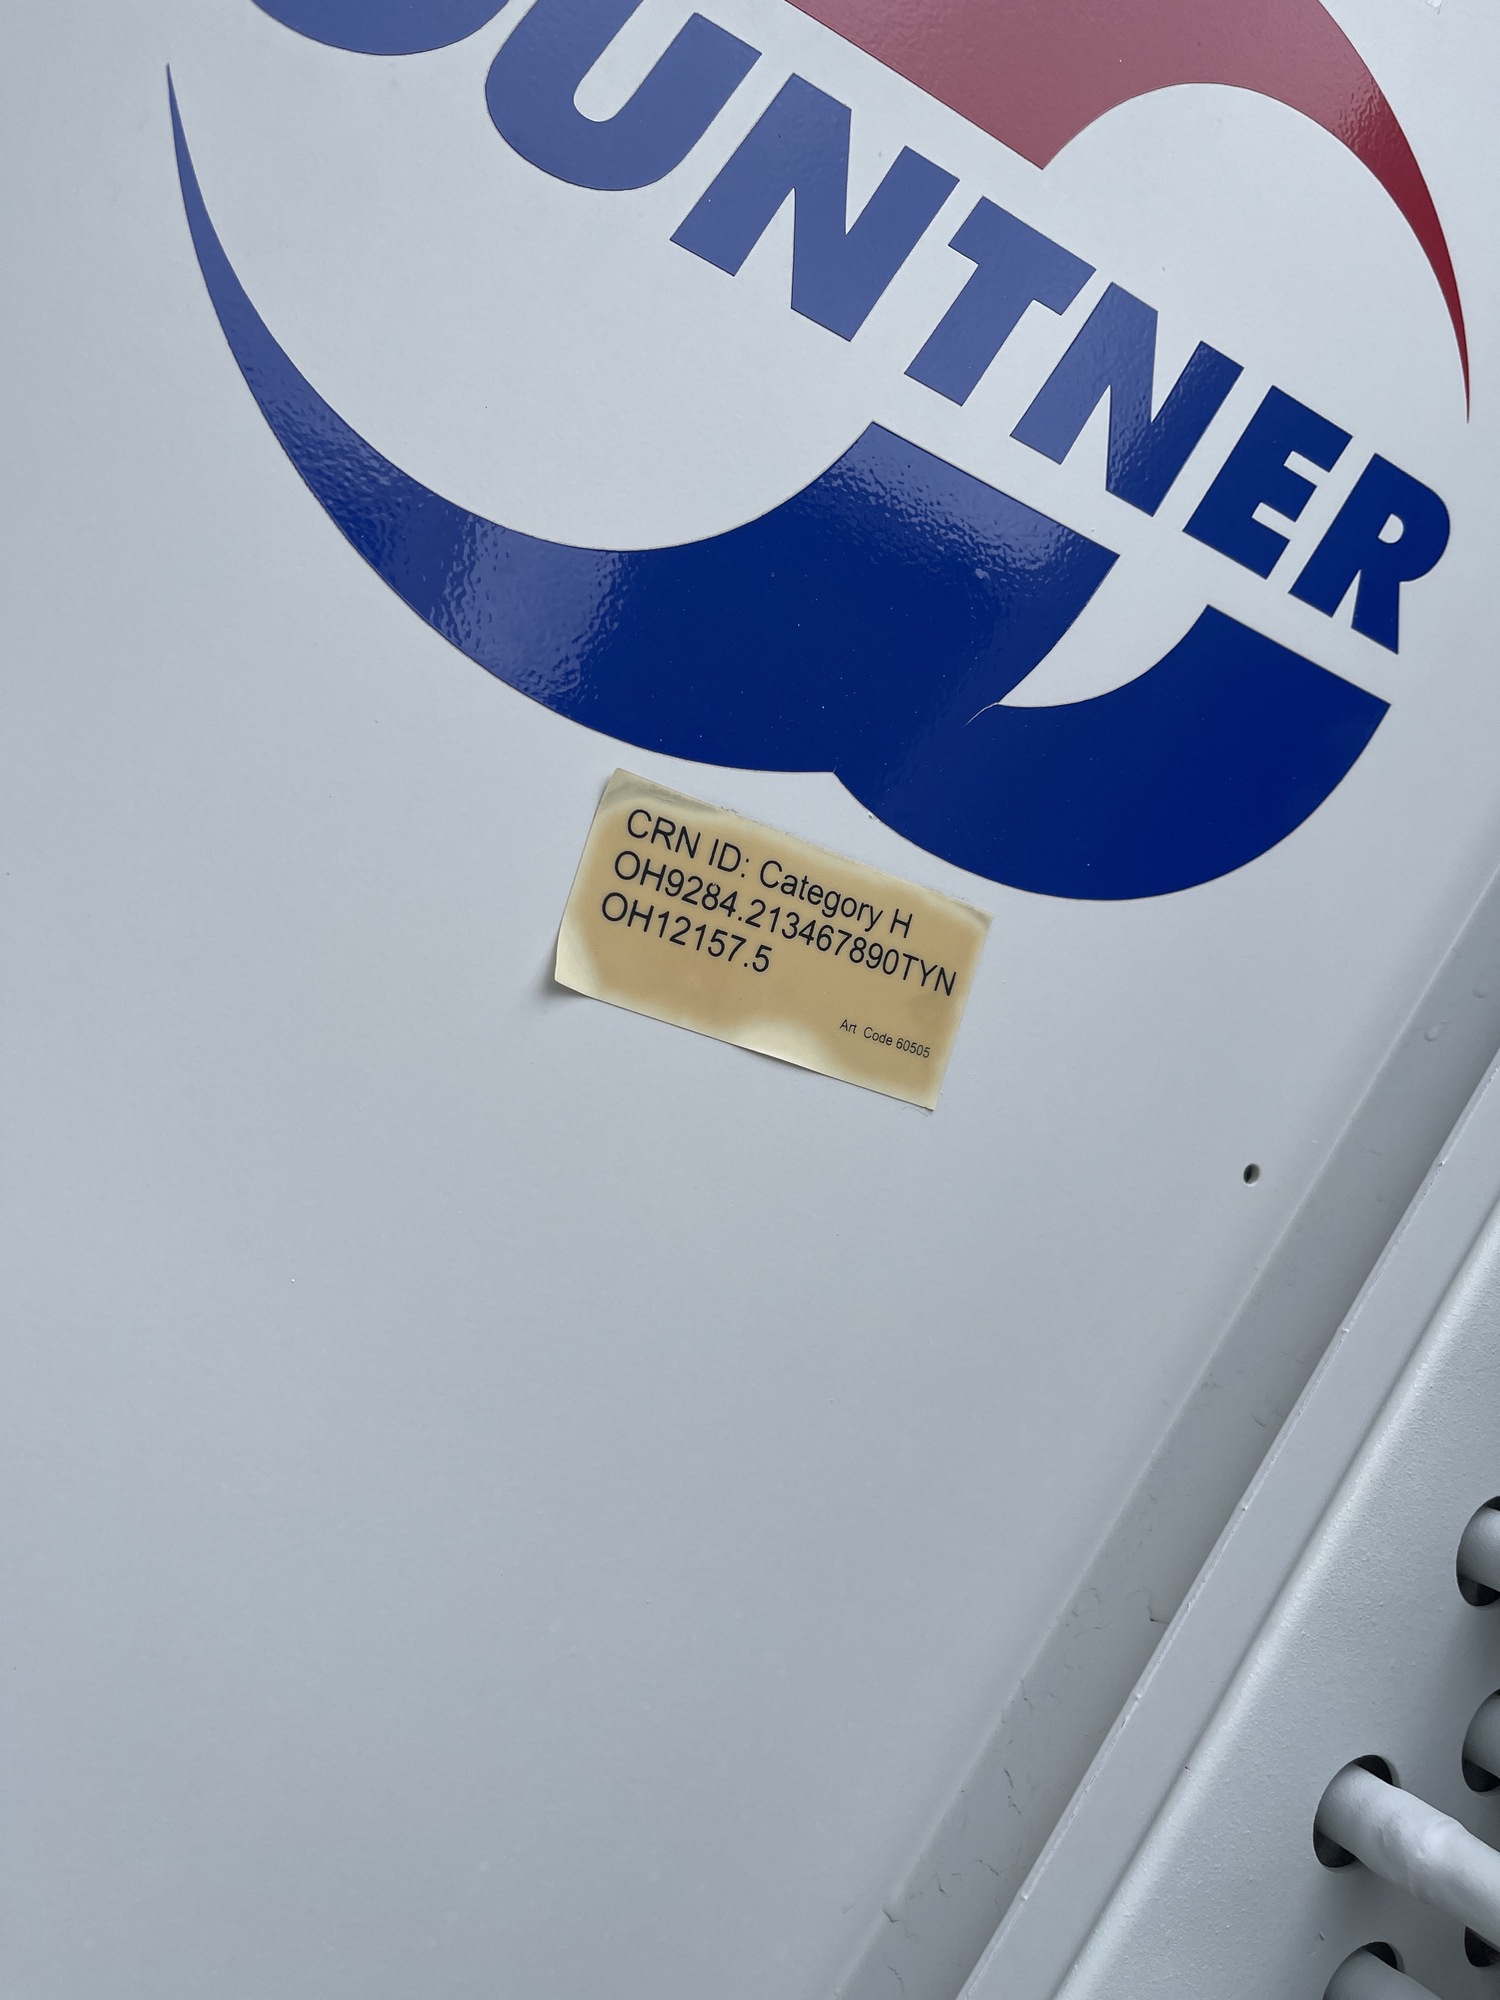 UNTNER
CRN ID: Category H
OH9284.213467890TYN
OH12157.5
Art Code 60505